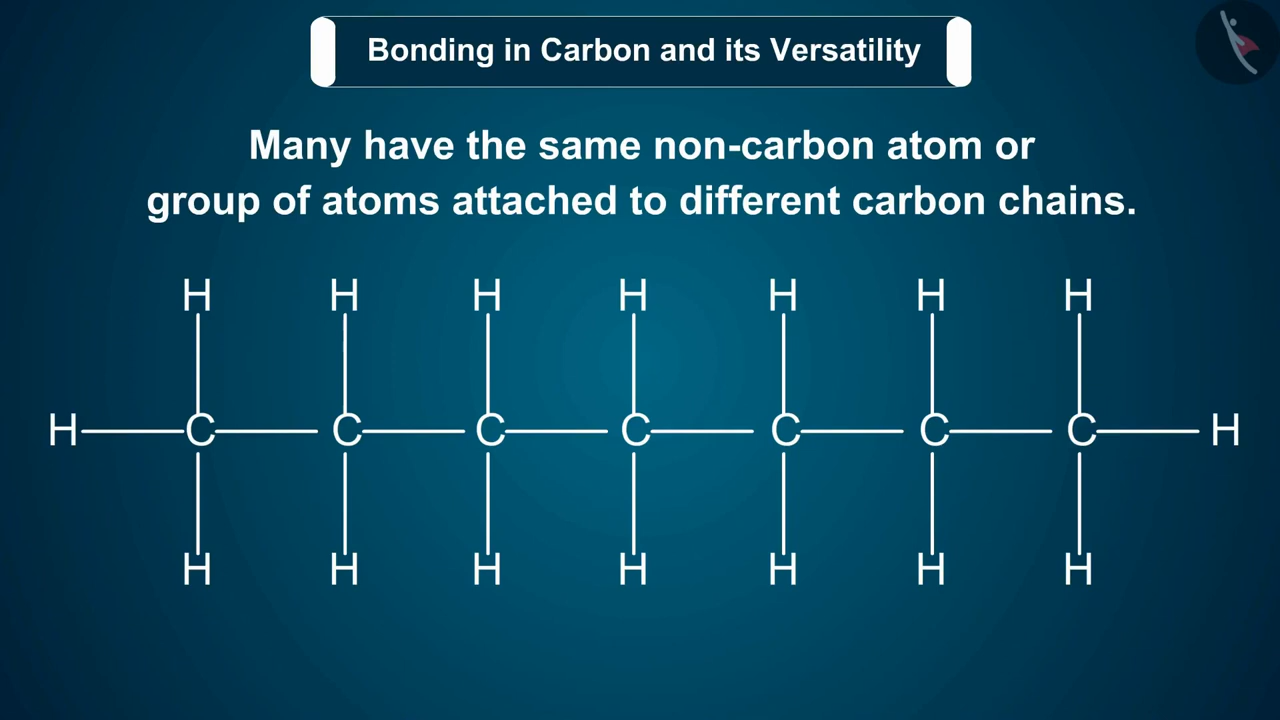 Bonding in Carbon and its Versatility
Many have the same non-carbon atom or
group of atoms attached to different carbon chains.
H H H H H H H
H C C C C C C C H
H H H H H H H